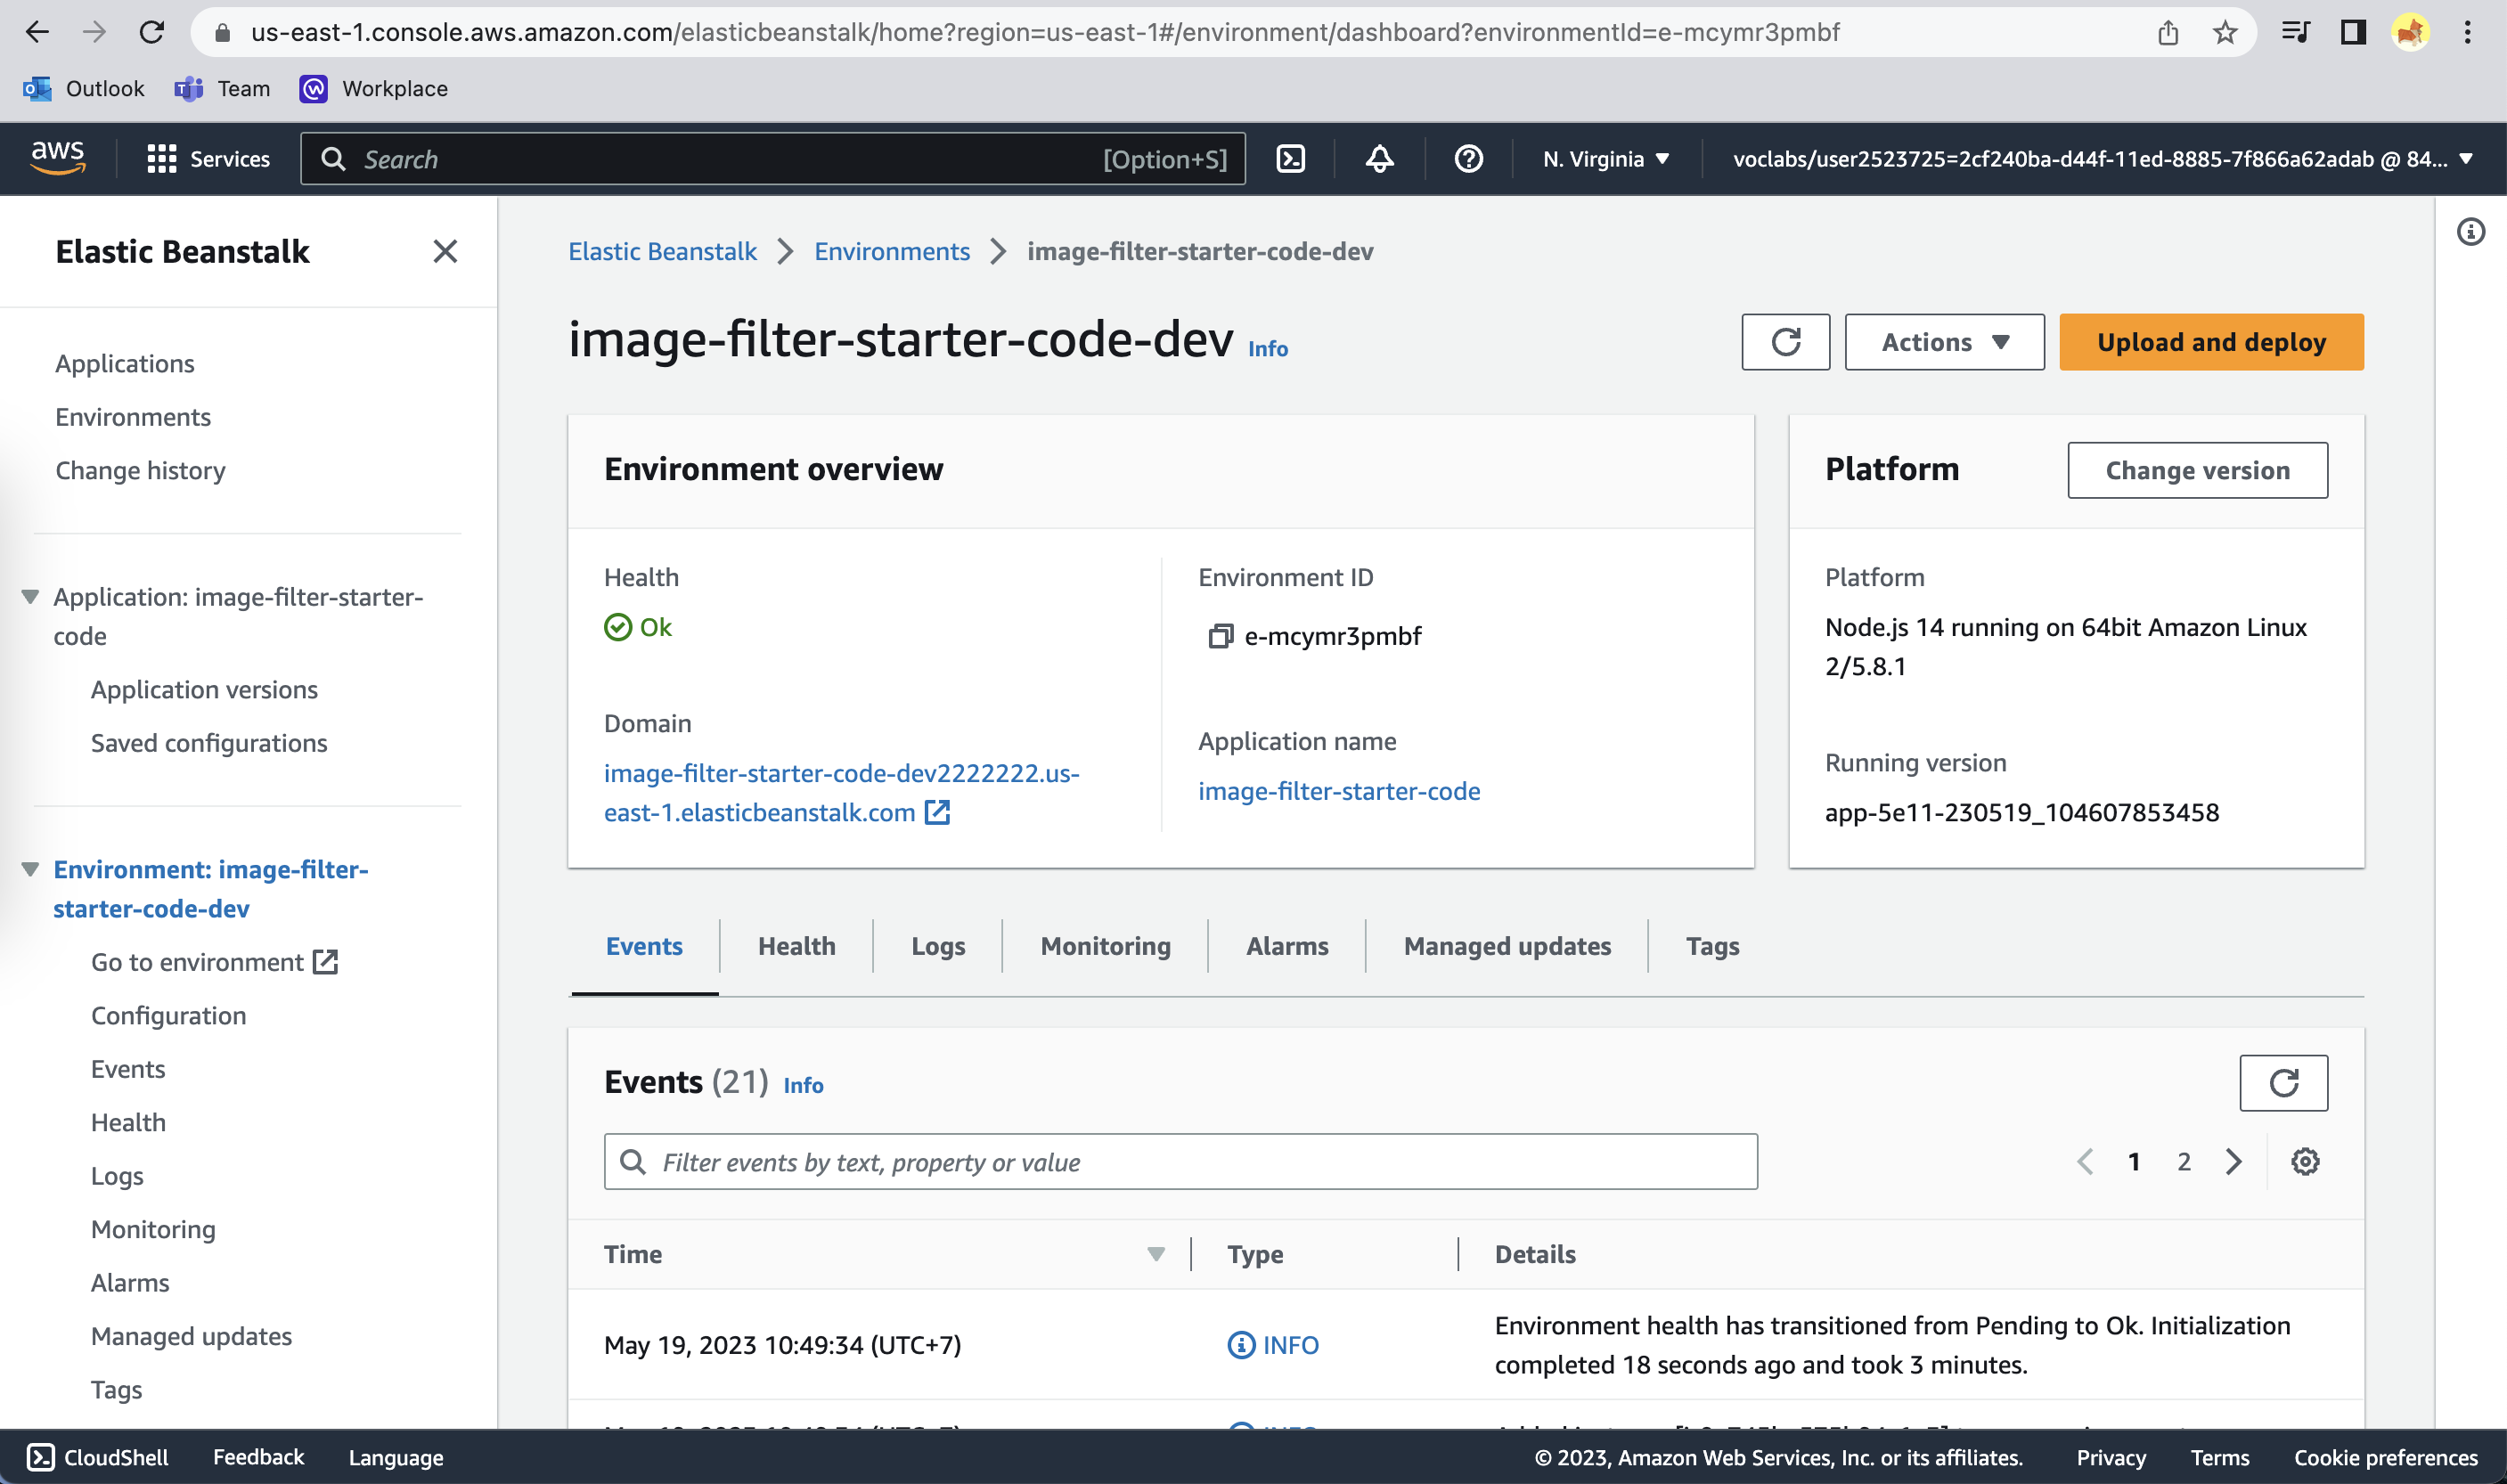 us-east-1.console.aws.amazon.com/elasticbeanstalk/home?region=us-east-1#/environment/dashboard?environmentId=e-mcymr3pmbf
Outlook Team Workplace
aws Services Search [Option+S] N. Virginia voclabs/user2523725=2cf240ba-d44f-11ed-8885-7f866a62adab @ 84...
Elastic Beanstalk
Applications
Environments
Change history
Application: image-filter-starter-
code
Application versions
Saved configurations
Environment: image-filter-
starter-code-dev
Go to environment
Configuration
Events
Health
Logs
Monitoring
Alarms
Managed updates
Tags
Elastic Beanstalk Environments image-filter-starter-code-dev
image-filter-starter-code-dev Info
Actions Upload and deploy
Environment overview
Health
Ok
Domain
image-filter-starter-code-dev2222222.us-
east-1.elasticbeanstalk.com
Environment ID
e-mcymr3pmbf
Application name
image-filter-starter-code
Platform Change version
Platform
Node.js 14 running on 64bit Amazon Linux
2/5.8.1
Running version
app-5e11-230519_104607853458
Events Health Logs Monitoring Alarms Managed updates Tags
Events (21) Info
Filter events by text, property or value
1 2
Time Type Details
May 19, 2023 10:49:34 (UTC+7) INFO Environment health has transitioned from Pending to Ok. Initialization
completed 18 seconds ago and took 3 minutes.
CloudShell Feedback Language © 2023, Amazon Web Services, Inc. or its affiliates. Privacy Terms Cookie preferences